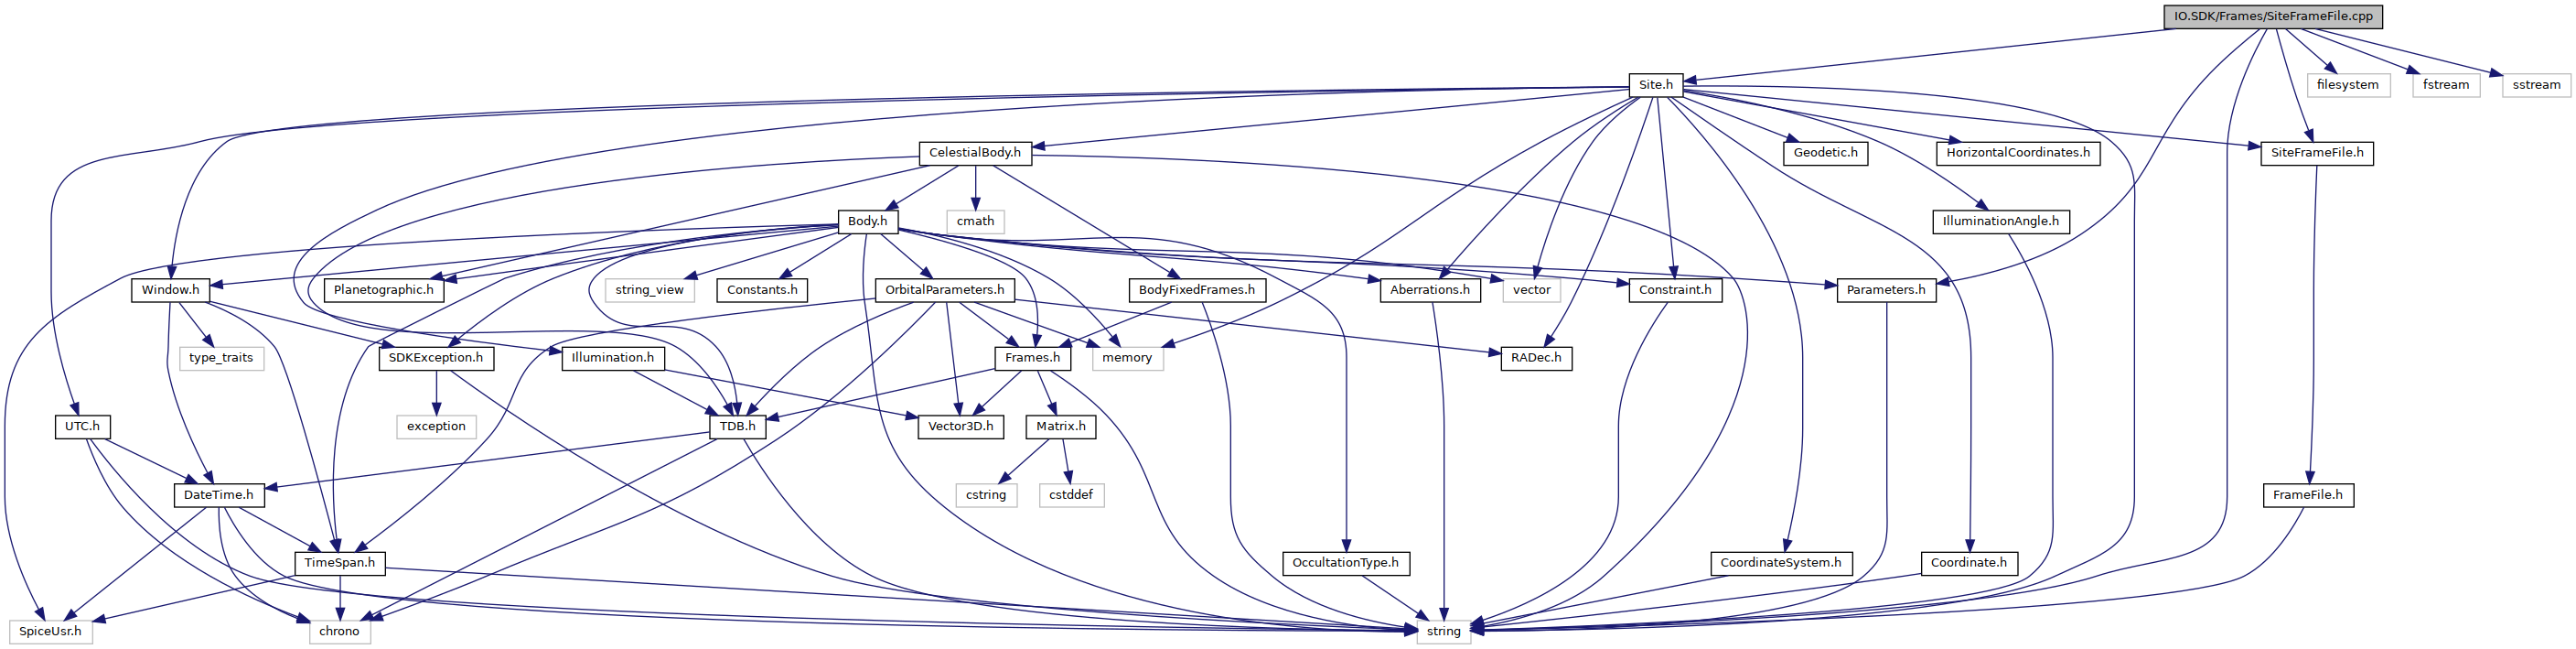 IO.SDK/Frames/SiteFrameFile.cpp
Site.h
filesystem
fstream
sstream
CelestialBody.h
Geodetic.h
HorizontalCoordinates.h
SiteFrameFile.h
Body.h
cmath
IlluminationAngle.h
Window.h
Planetographic.h
string_view
Constants.h
OrbitalParameters.h
BodyFixedFrames.h
Aberrations.h
vector
Constraint.h
Parameters.h
type_traits
SDKException.h
Illumination.h
Frames.h
memory
RADec.h
UTC.h
exception
TDB.h
Vector3D.h
Matrix.h
DateTime.h
cstring
cstddef
FrameFile.h
TimeSpan.h
OccultationType.h
CoordinateSystem.h
Coordinate.h
SpiceUsr.h
chrono
string